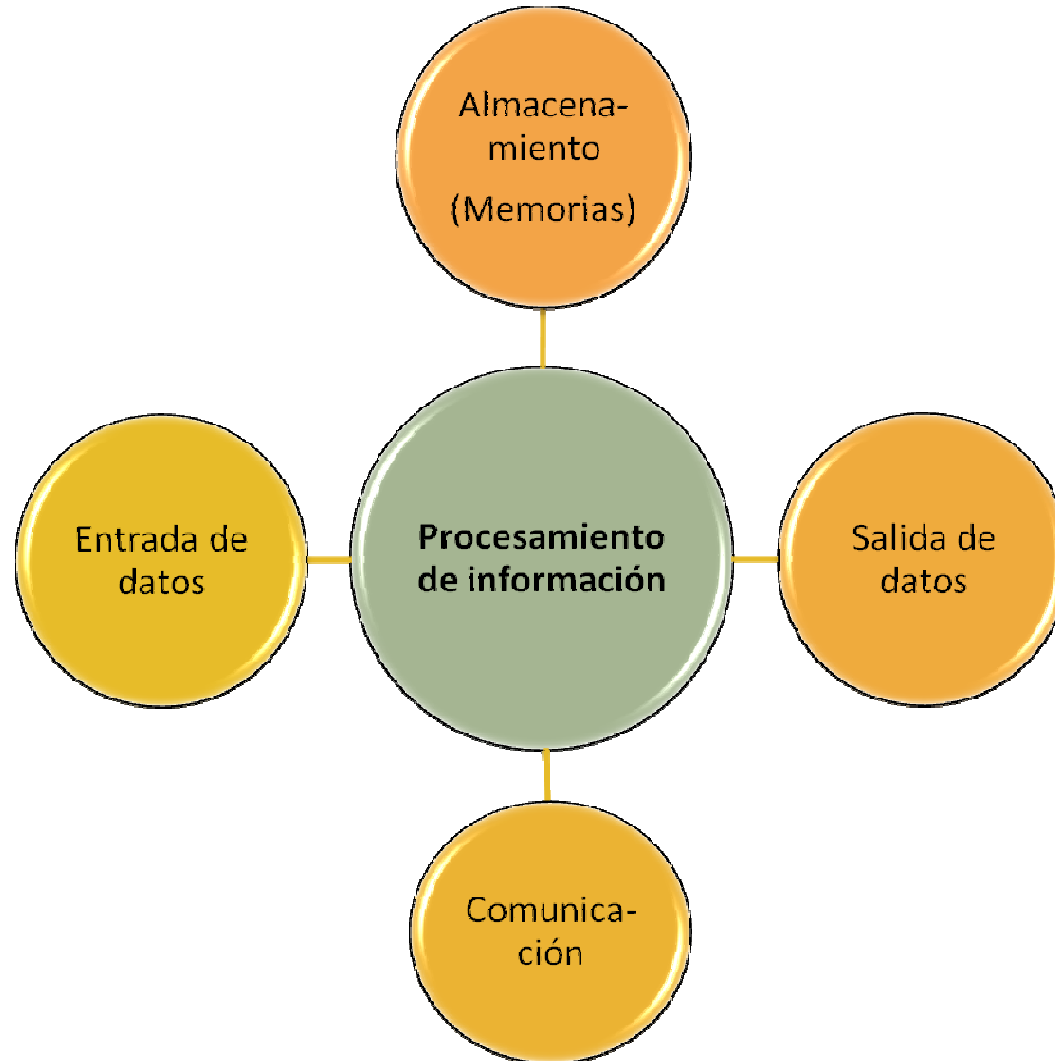 Almacena-
miento
(Memorias)
Entrada de
datos
Procesamiento
de información
Salida de
datos
Comunica-
ción